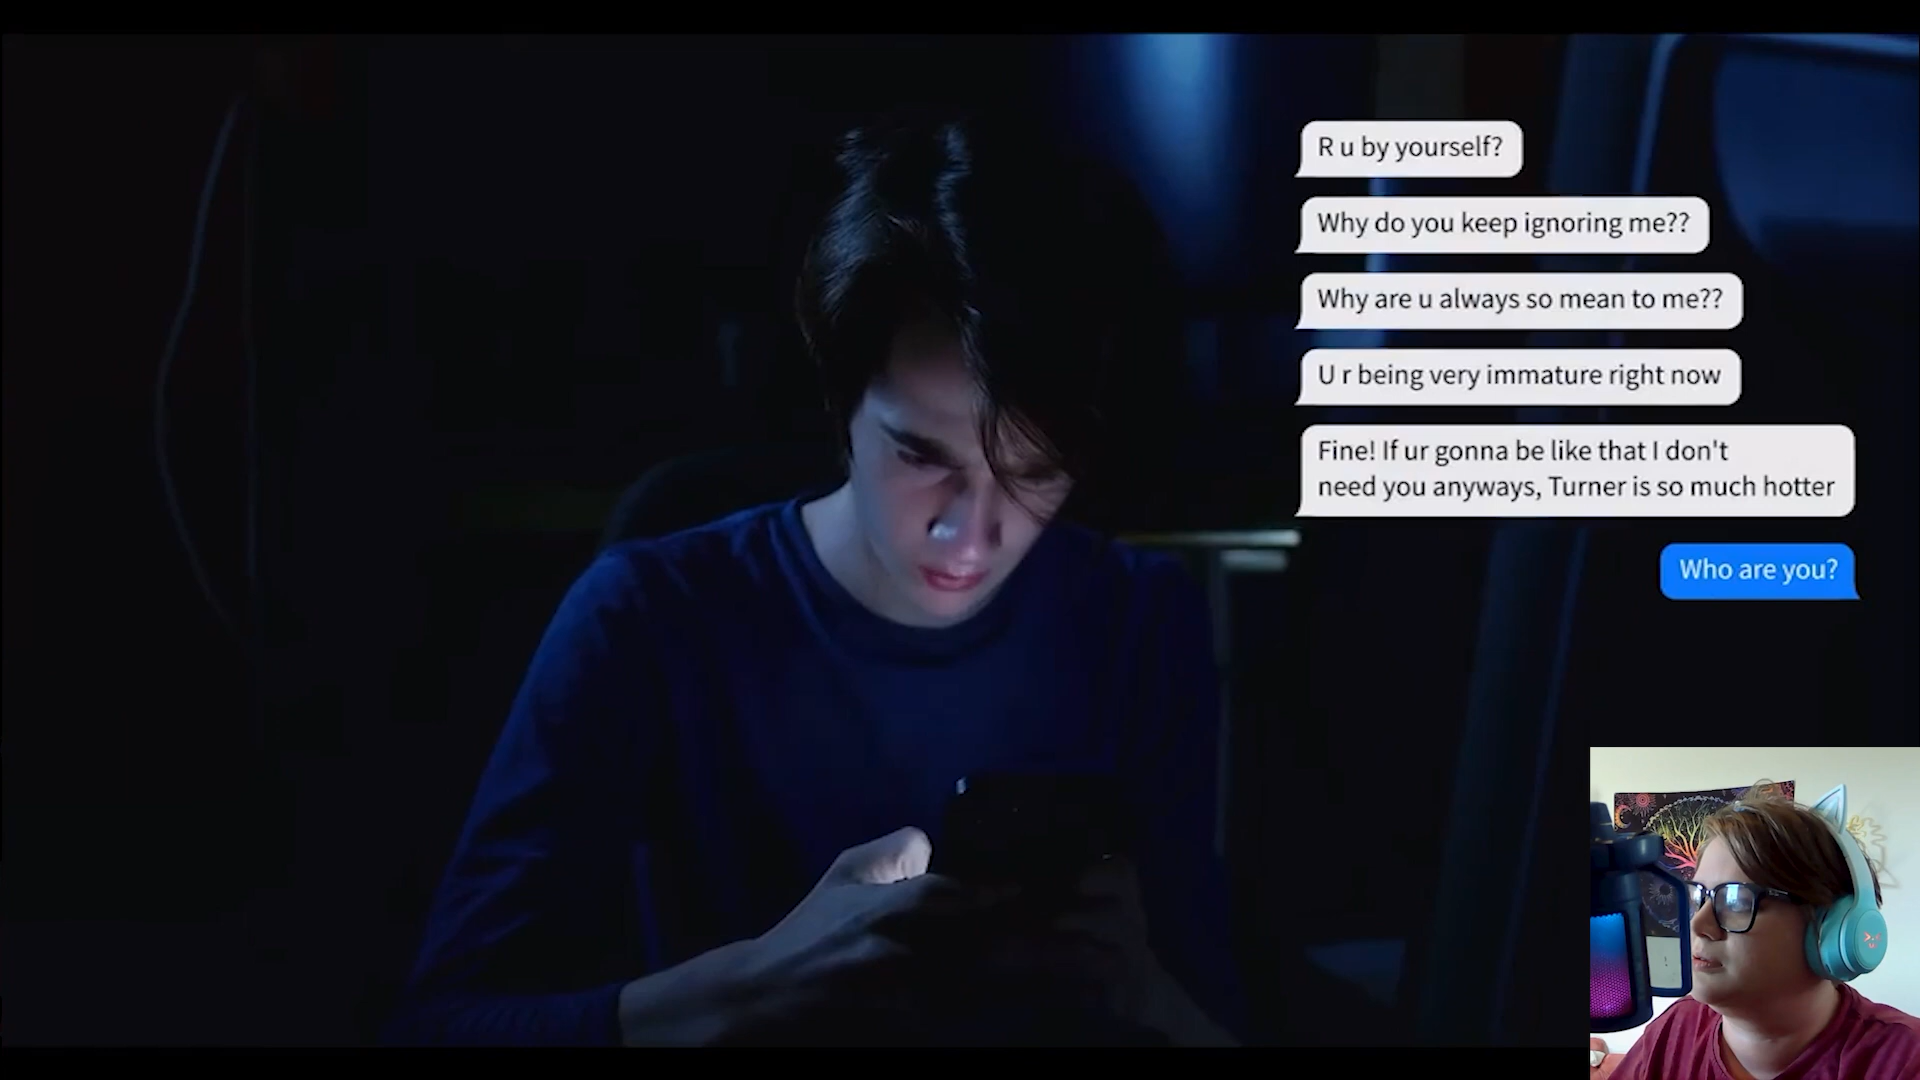 R u by yourself?
Why do you keep ignoring me??
Why are u always so mean to me??
U r being very immature right now
Fine! If ur gonna be like that I don't
need you anyways, Turner is so much hotter
Who are you?